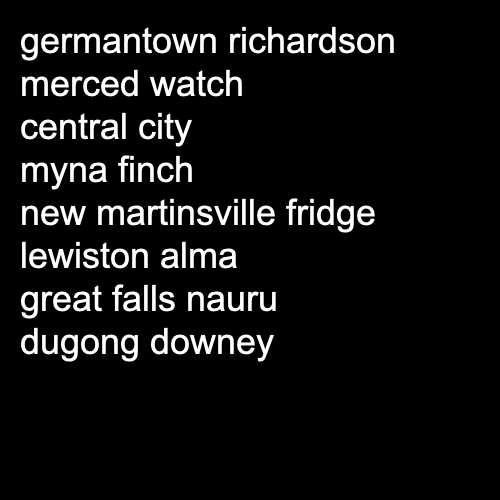 germantown richardson
merced watch
central city
myna finch
new martinsville fridge
lewiston alma
great falls nauru
dugong downey